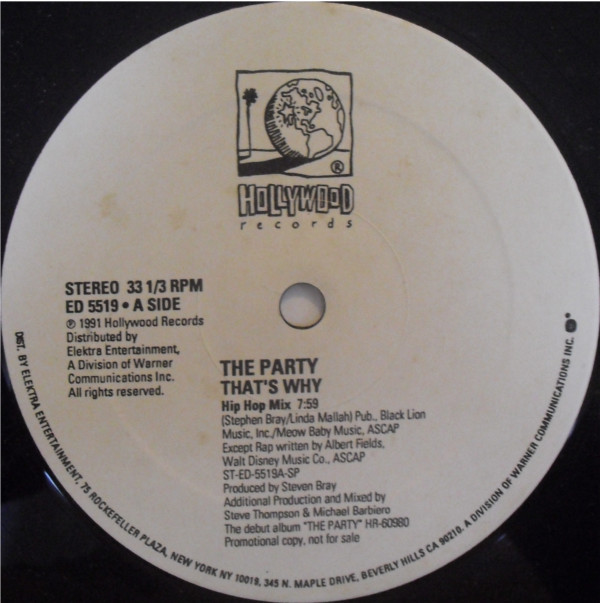 ®
HOLLYWOOD
records
STEREO 33 1/3 RPM
ED 5519 • A SIDE
℗ 1991 Hollywood Records
Distributed by
Elektra Entertainment,
A Division of Warner
Communications Inc.
All rights reserved.
THE PARTY
THAT'S WHY
Hip Hop Mix 7:59
(Stephen Bray/Linda Mallah) Pub., Black Lion
Music, Inc./Meow Baby Music, ASCAP
Except Rap written by Albert Fields,
Walt Disney Music Co., ASCAP
ST-ED-5519A-SP
Produced by Steven Bray
Additional Production and Mixed by
Steve Thompson & Michael Barbiero
The debut album "THE PARTY" HR-60980
Promotional copy, not for sale
DIST. BY ELEKTRA ENTERTAINMENT, 75 ROCKEFELLER PLAZA, NEW YORK NY 10019, 345 N. MAPLE DRIVE, BEVERLY HILLS CA 90210. A DIVISION OF WARNER COMMUNICATIONS INC.